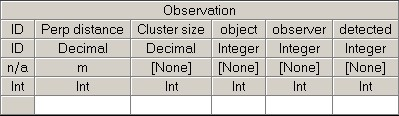 Observation
ID Perp distance Cluster size object observer detected
ID Decimal Decimal Integer Integer Integer
n/a m [None] [None] [None] [None]
Int Int Int Int Int Int